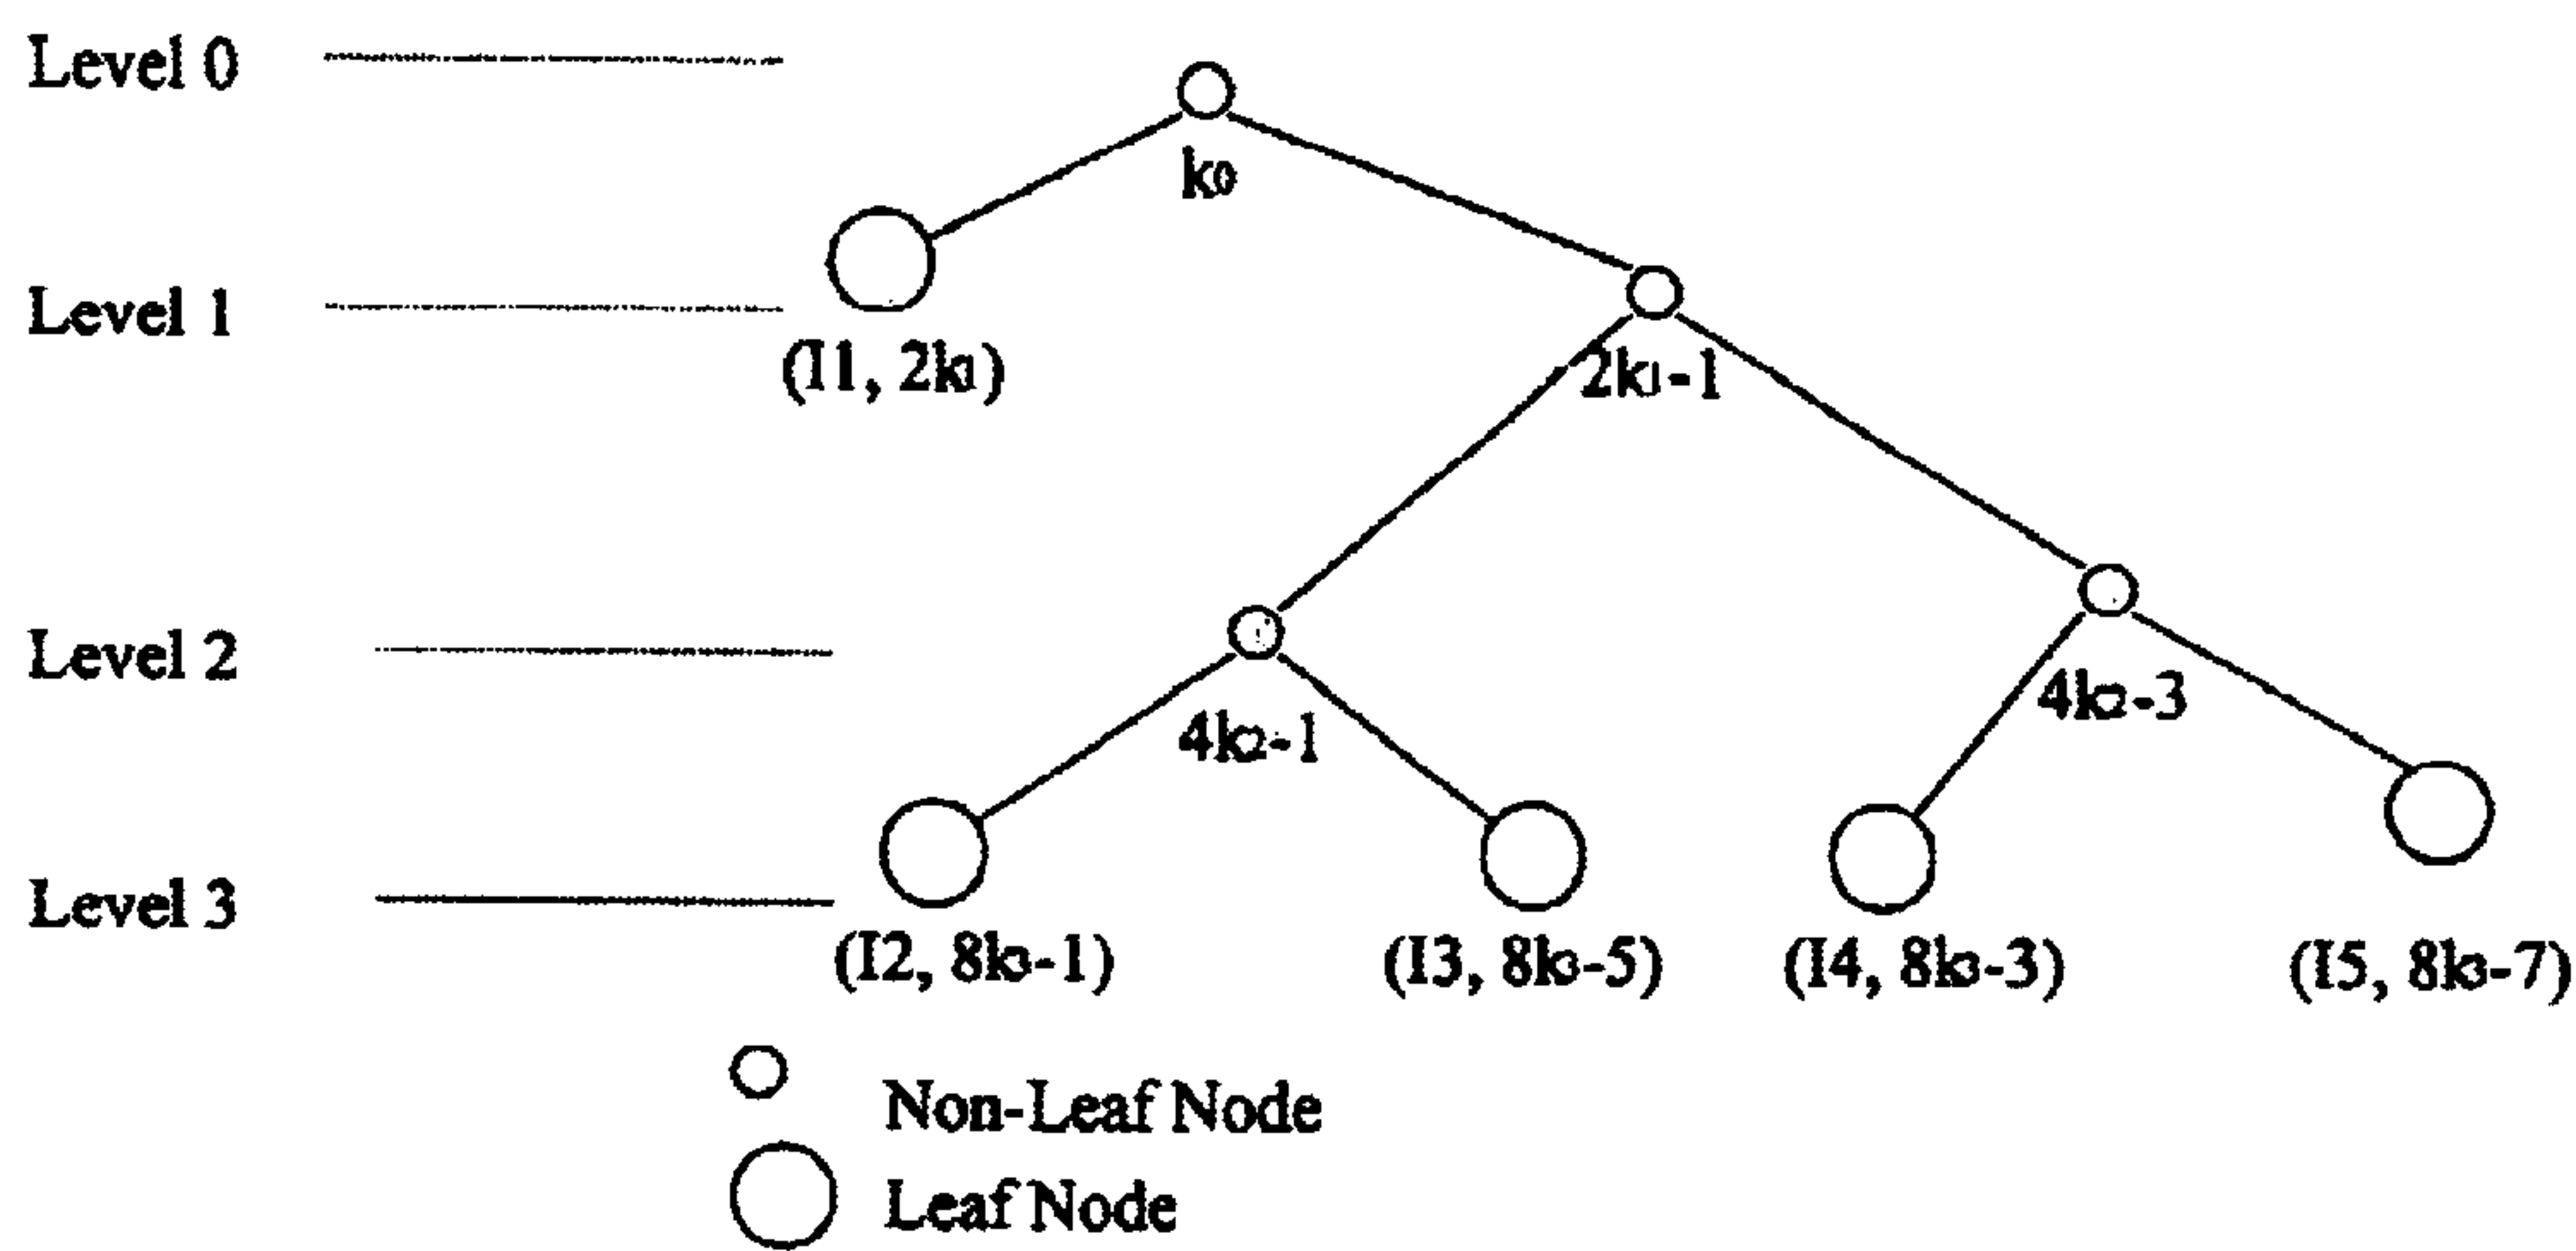 Level 0
k0
Level 1
(I1, 2k1)
2k1-1
Level 2
4k2-1
4k2-3
Level 3
(I2, 8k3-1)
(I3, 8k3-5)
(I4, 8k3-3)
(I5, 8k3-7)
Non-Leaf Node
Leaf Node